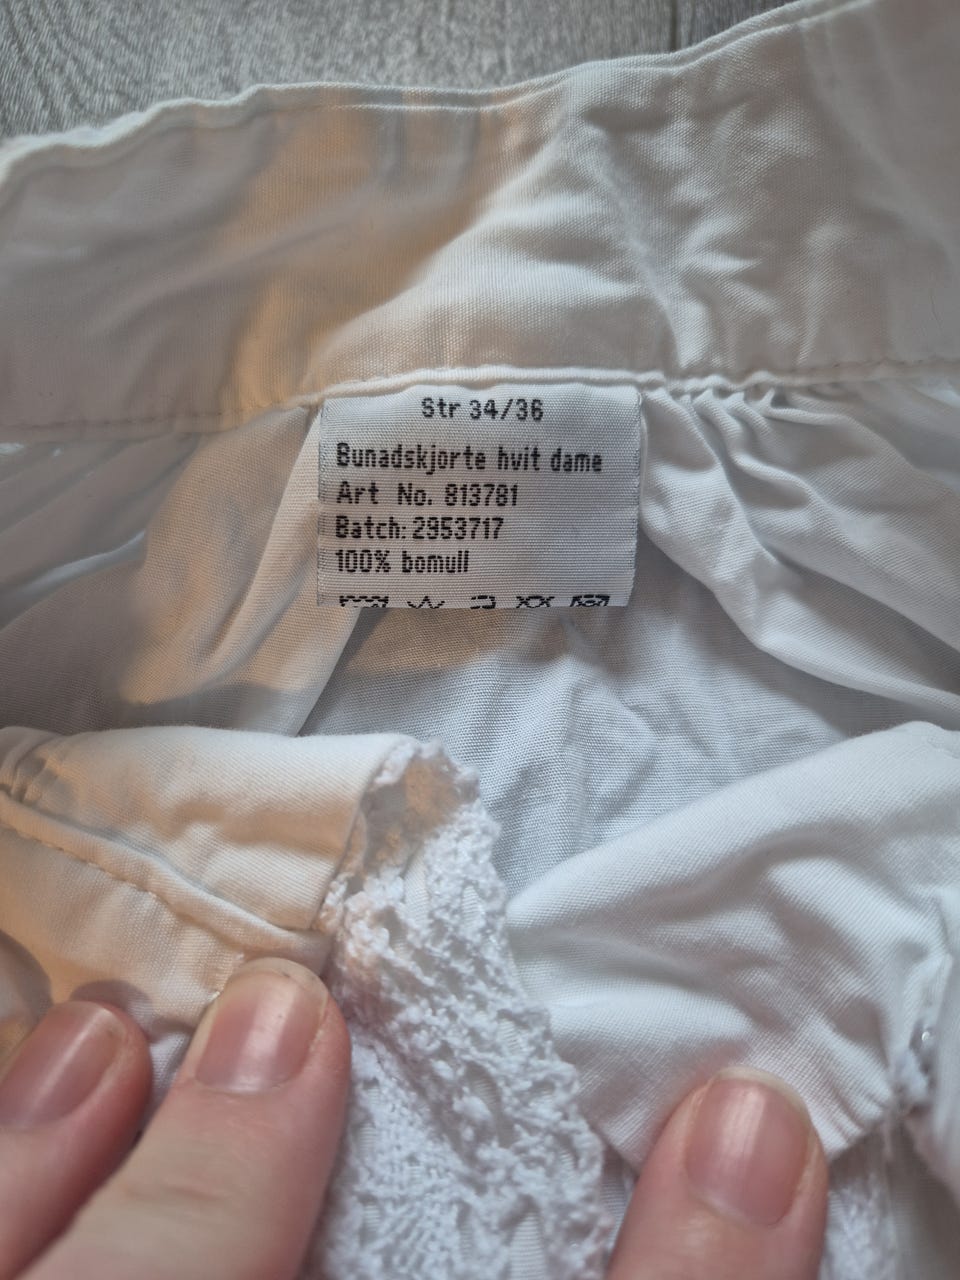 Str 34/36
Bunadskjorte hvit dame
Art No. 813781
Batch: 2953717
100% bomull